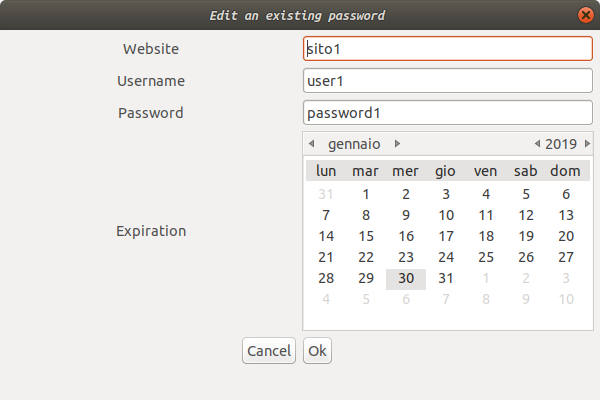 Edit an existing password
Website sito1
Username user1
Password password1
gennaio 2019
lun mar mer gio ven sab dom
31 1 2 3 4 5 6
7 8 9 10 11 12 13
14 15 16 17 18 19 20
Expiration
21 22 23 24 25 26 27
28 29 30 31 1 2 3
4 5 6 7 8 9 10
Cancel Ok